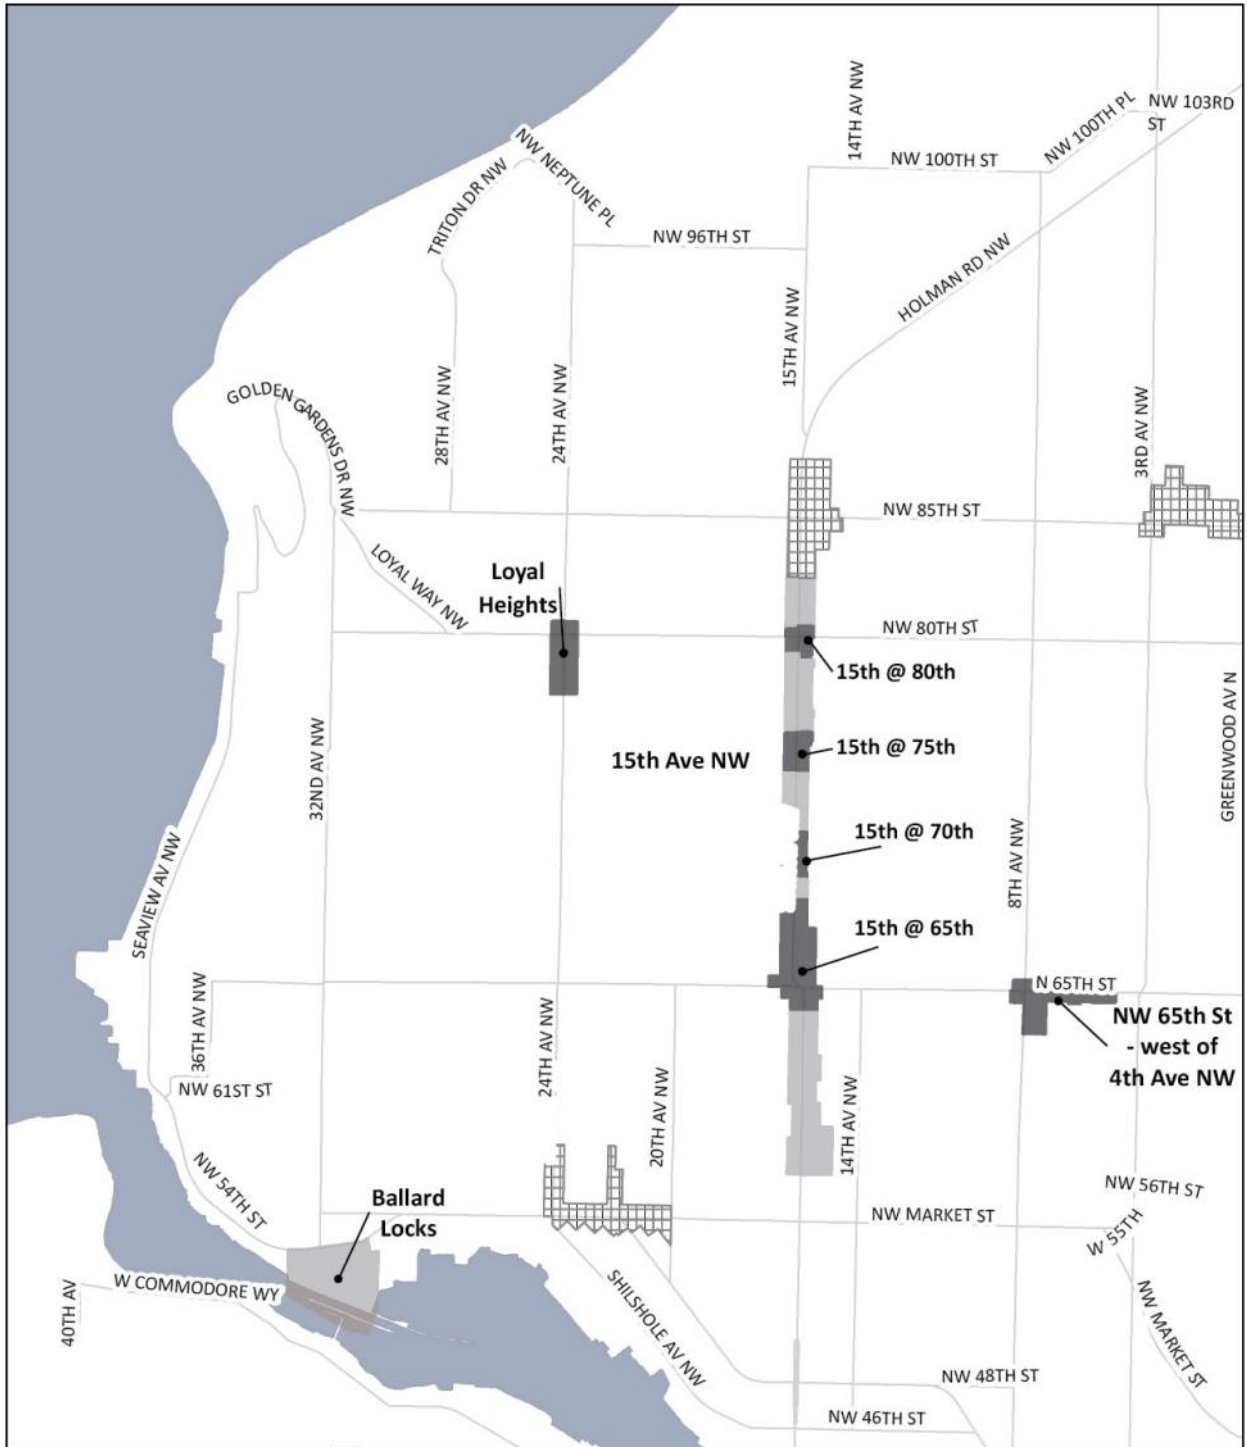 14TH AV NW
NW 100TH PL
NW 103RD
ST
NW 100TH ST
NW NEPTUNE PL
TRITON DR NW
NW 96TH ST
HOLMAN RD NW
15TH AV NW
GOLDEN GARDENS DR NW
28TH AV NW
24TH AV NW
3RD AV NW
NW 85TH ST
LOYAL WAY NW
Loyal
Heights
NW 80TH ST
15th @ 80th
32ND AV NW
15th Ave NW
15th @ 75th
GREENWOOD AV N
15th @ 70th
8TH AV NW
SEAVIEW AV NW
15th @ 65th
36TH AV NW
N 65TH ST
24TH AV NW
NW 65th St
- west of
4th Ave NW
NW 61ST ST
20TH AV NW
14TH AV NW
NW 54TH ST
Ballard
Locks
NW 56TH ST
NW MARKET ST
W 55TH
W COMMODORE WY
40TH AV
SHILSHOLE AV NW
NW MARKET ST
NW 48TH ST
NW 46TH ST